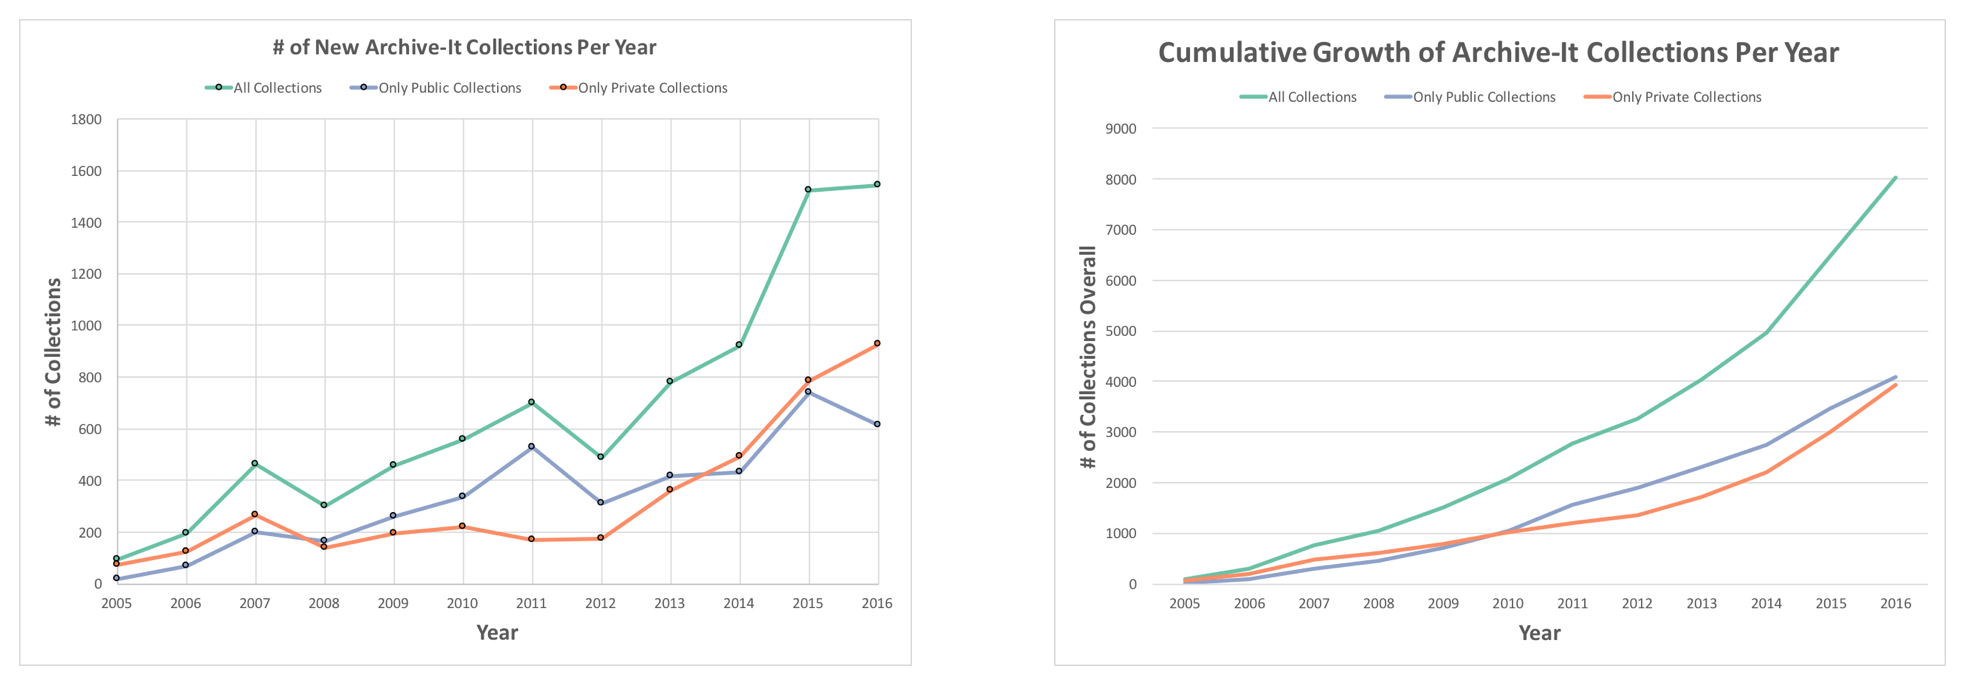 # of New Archive-It Collections Per Year
All Collections Only Public Collections Only Private Collections
1800
1600
1400
1200
1000
800
600
400
200
0
# of Collections
2005 2006 2007 2008 2009 2010 2011 2012 2013 2014 2015 2016
Year
Cumulative Growth of Archive-It Collections Per Year
All Collections Only Public Collections Only Private Collections
9000
8000
7000
6000
5000
4000
3000
2000
1000
0
# of Collections Overall
2005 2006 2007 2008 2009 2010 2011 2012 2013 2014 2015 2016
Year